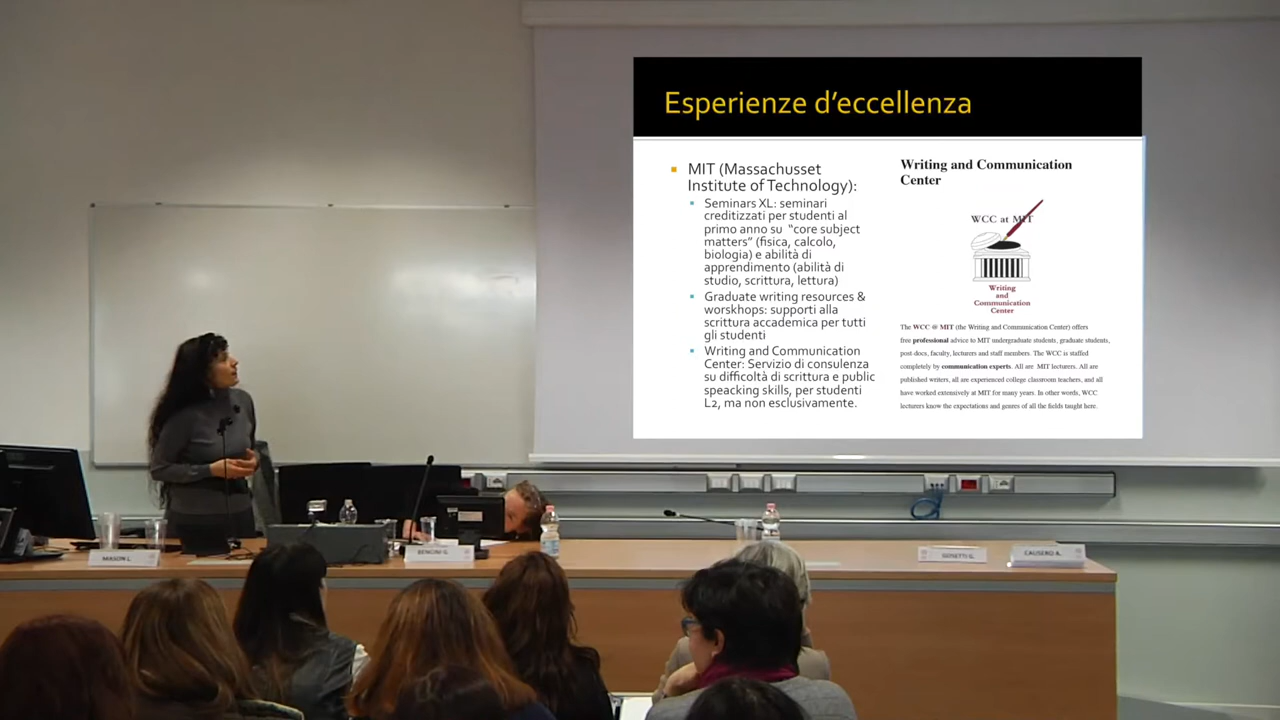 Esperienze d'eccellenza
MIT (Massachusset
Institute of Technology):
Seminars XL: seminari
creditizzati per studenti al
primo anno su "core subject
matters" (fisica, calcolo,
biologia) e abilità di
apprendimento (abilità di
studio, scrittura, lettura)
Graduate writing resources &
worskhops: supporti alla
scrittura accademica per tutti
gli studenti
Writing and Communication
Center: Servizio di consulenza
su difficoltà di scrittura e public
speacking skills, per studenti
L2, ma non esclusivamente.
Writing and Communication
Center
WCC at MIT
Writing
and
Communication
Center
The WCC @ MIT (the Writing and Communication Center) offers
free professional advice to MIT undergraduate students, graduate students,
post docs, faculty, lecturers and staff members. The WCC is staffed
completely by communication experts. All are MIT lecturers. All are
published writers, all are experienced college classroom teachers, and all
have worked extensively at MIT for many years. In other words, WCC
lecturers know the expectations and genres of all the fields taught here.
MASON L.
BENCINI G.
GOSETTI G.
CAUSERO A.